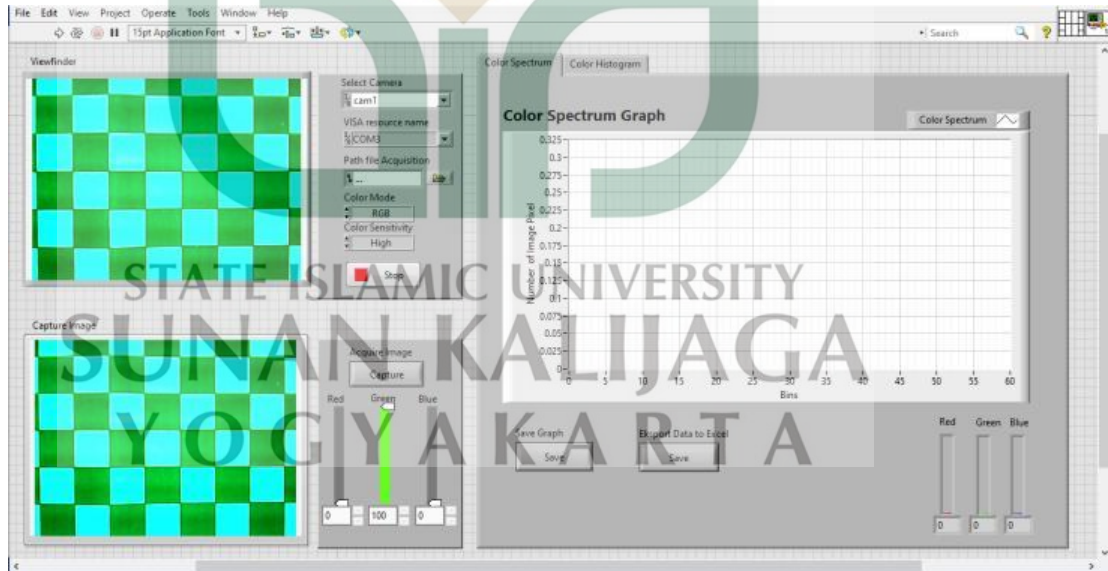 File Edit View Project Operate Tools Window Help
15pt Application Font
Search
Viewfinder
Select Camera
cam1
VISA resource name
COM3
Path file Acquisition
...
Color Mode
RGB
Color Sensitivity
High
Stop
Capture Image
Acquire Image
Capture
Red Green Blue
0 100 0
Color Spectrum Color Histogram
Color Spectrum Graph
Color Spectrum
Number of Image Pixel
0.325
0.3
0.275
0.25
0.225
0.2
0.175
0.15
0.125
0.1
0.075
0.05
0.025
0
0 5 10 15 20 25 30 35 40 45 50 55 60
Bins
Save Graph
Save
Eksport Data to Excel
Save
Red Green Blue
0 0 0
STATE ISLAMIC UNIVERSITY
SUNAN KALIJAGA
YOGYAKARTA